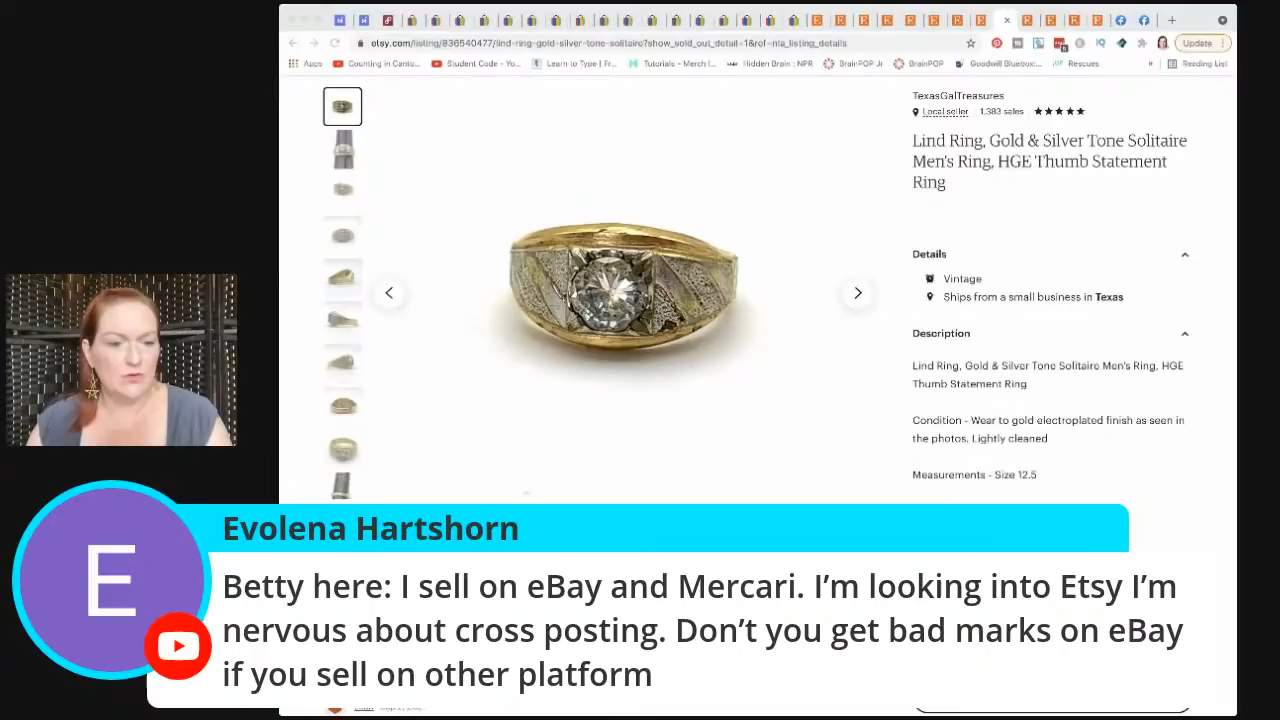 etsy.com/listing/836540477/lind-ring-gold-silver-tone-solitaire?show_sold_out_detail=1&ref=nla_listing_details
Update
Apps
Counting in Canta...
Student Code - Yo...
Learn to Type | Fr...
Tutorials - Merch I...
Hidden Brain : NPR
BrainPOP Jr
BrainPOP
Goodwill Bluebox:...
Rescues
Reading List
TexasGalTreasures
Local seller 1,383 sales ★★★★★
Lind Ring, Gold & Silver Tone Solitaire
Men's Ring, HGE Thumb Statement
Ring
Details
Vintage
Ships from a small business in Texas
Description
Lind Ring, Gold & Silver Tone Solitaire Men's Ring, HGE
Thumb Statement Ring
Condition - Wear to gold electroplated finish as seen in
the photos. Lightly cleaned
Measurements - Size 12.5
E
Evolena Hartshorn
Betty here: I sell on eBay and Mercari. I'm looking into Etsy I'm
nervous about cross posting. Don't you get bad marks on eBay
if you sell on other platform